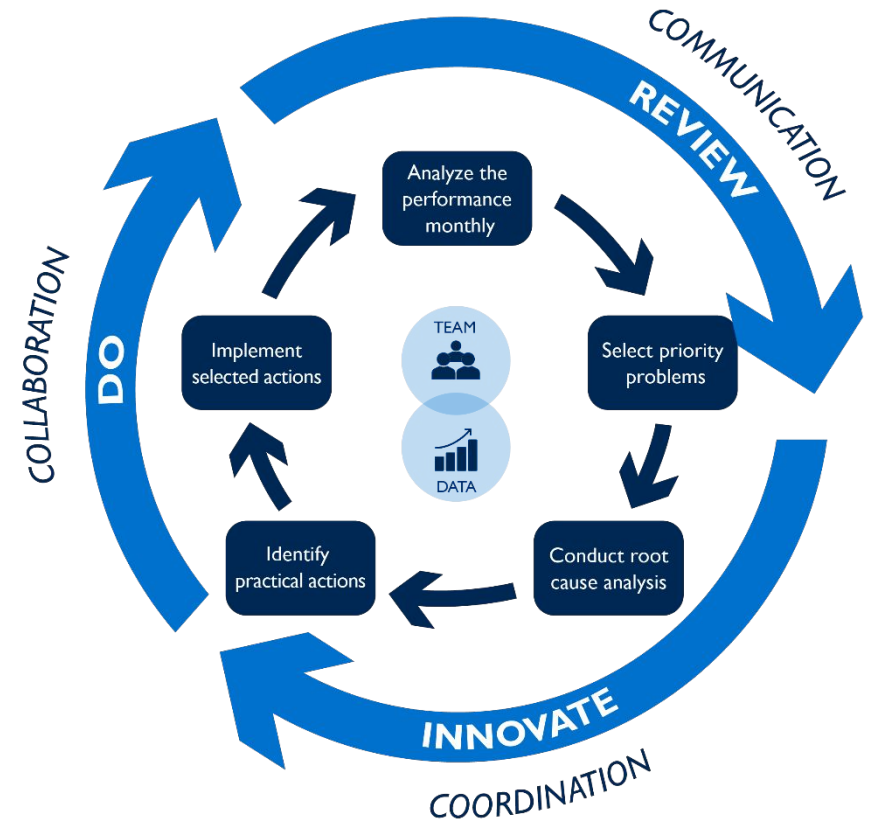 COMMUNICATION
REVIEW
Analyze the
performance
monthly
Select priority
problems
Conduct root
cause analysis
Identify
practical actions
Implement
selected actions
TEAM
DATA
INNOVATE
COORDINATION
DO
COLLABORATION